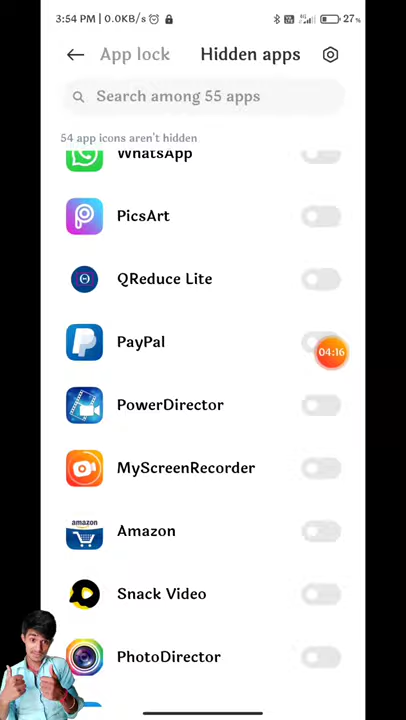 3:54 PM | 0.0KB/s
27%
App lock
Hidden apps
Search among 55 apps
54 app icons aren't hidden
WhatsApp
PicsArt
QReduce Lite
PayPal
04:16
PowerDirector
MyScreenRecorder
amazon
Amazon
Snack Video
PhotoDirector